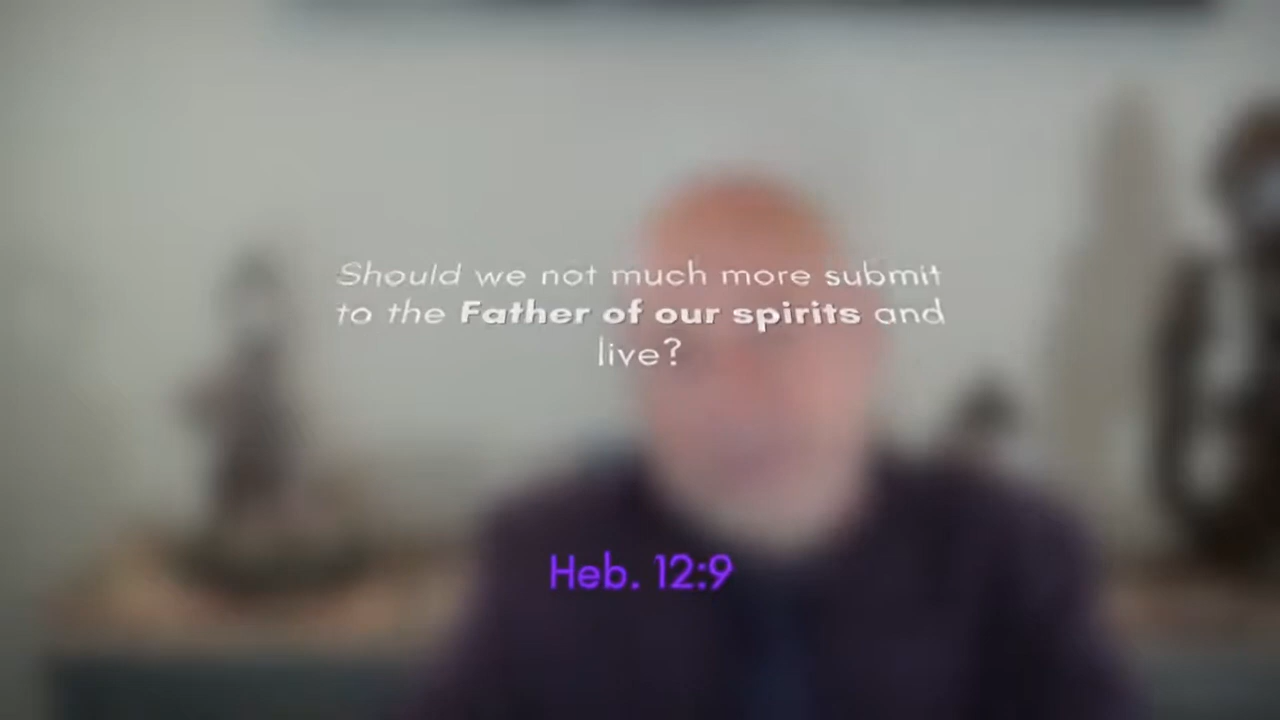 Should we not much more submit
to the Father of our spirits and
live?
Heb. 12:9